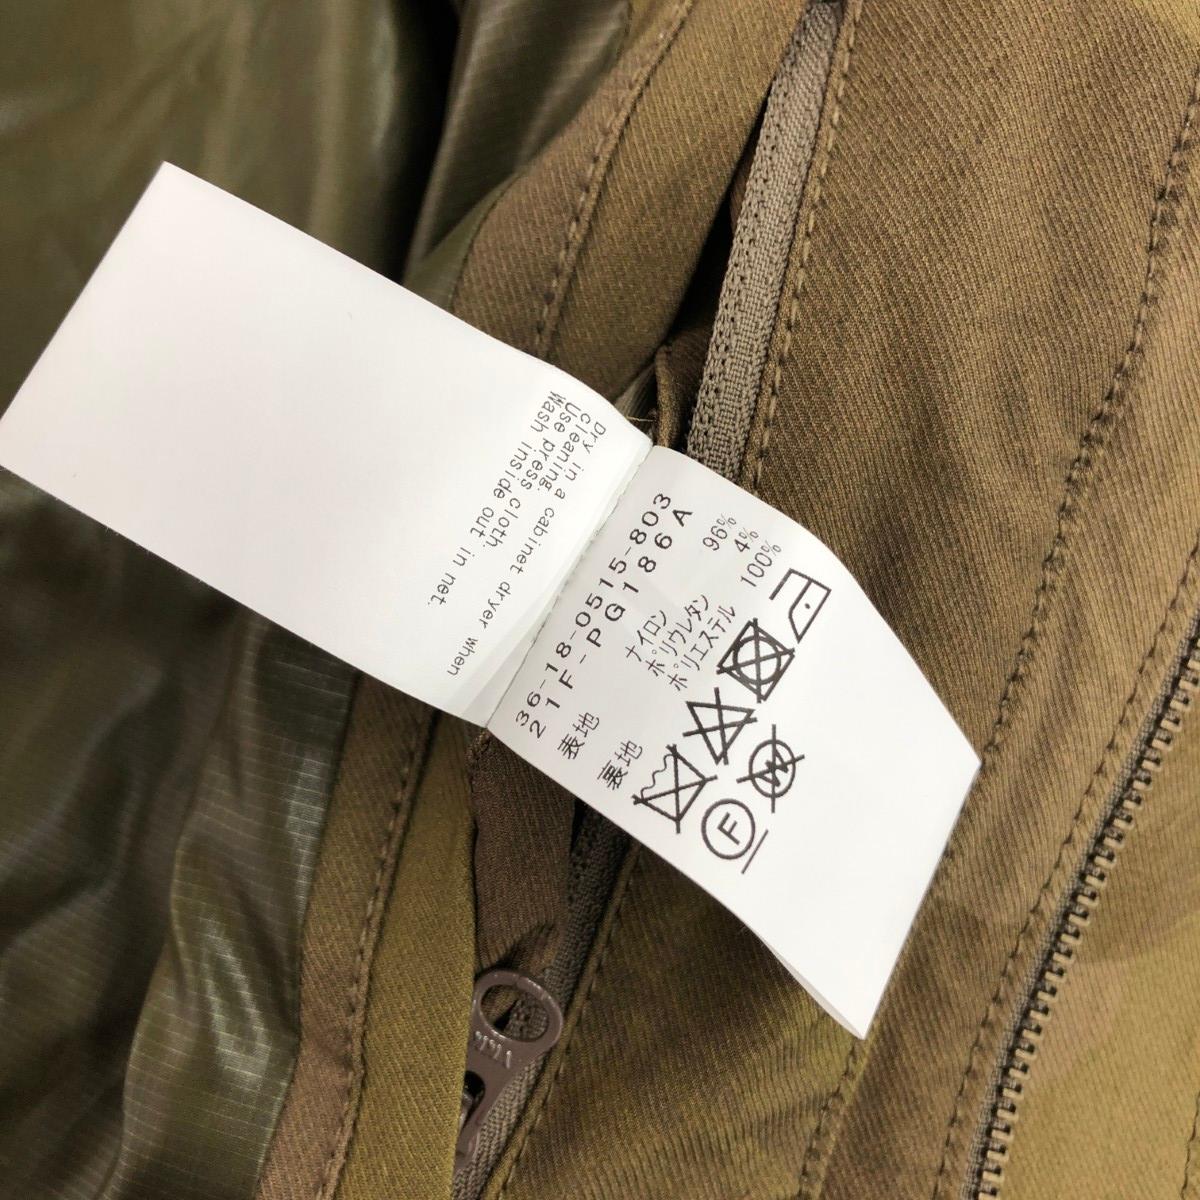 36-18-0515-803
21F-PG186A
表地 ナイロン 96%
ポリウレタン 4%
裏地 ポリエステル 100%
W
F
Dry in a cabinet dryer when
cleaning.
Use press cloth.
Wash inside out in net.